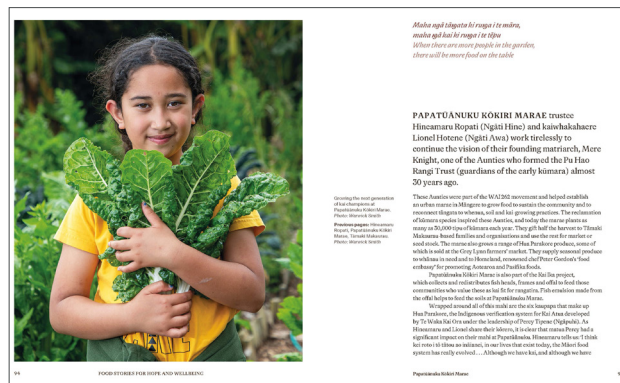 Maha ngā tāngata ki runga i te māra,
maha ngā kai ki runga i te tēpu
When there are more people in the garden,
there will be more food on the table
PAPATŪĀNUKU KŌKIRI MARAE trustee
Hineamaru Ropati (Ngāti Hine) and kaiwhakahaere
Lionel Hotene (Ngāti Awa) work tirelessly to
continue the vision of their founding matriarch, Mere
Knight, one of the Aunties who formed the Pu Hao
Rangi Trust (guardians of the early kūmara) almost
30 years ago.
These Aunties were part of the WAI 262 movement and helped establish
an urban marae in Māngere to grow food to sustain the community and to
reconnect tāngata to whenua, soil and kai-growing practices. The reclamation
of kūmara species inspired these Aunties, and today the marae plants as
many as 30,000 tipu of kūmara each year. They gift half the harvest to Tāmaki
Makaurau-based families and organisations and use the rest for market or
seed stock. The marae also grows a range of Hua Parakore produce, some of
which is sold at the Grey Lynn farmers' market. They supply seasonal produce
to whānau in need and to Homeland, renowned chef Peter Gordon's 'food
embassy' for promoting Aotearoa and Pasifika foods.
Papatūānuku Kōkiri Marae is also part of the Kai Ika project,
which collects and redistributes fish heads, frames and offal to feed those
communities who value these as kai fit for rangatira. Fish emulsion made from
the offal helps to feed the soils at Papatūānuku Marae.
Wrapped around all of this mahi are the six kaupapa that make up
Hua Parakore, the Indigenous verification system for Kai Atua developed
by Te Waka Kai Ora under the leadership of Percy Tipene (Ngāpuhi). As
Hineamaru and Lionel share their kōrero, it is clear that matua Percy had a
significant impact on their mahi at Papatūānuku. Hineamaru tells us: 'I think
kei roto i tō tātou aoināianei, in our lives that exist today, the Māori food
system has really evolved . . . Although we have kai, and although we have
Growing the next generation
of kai champions at
Papatūānuku Kōkiri Marae.
Photo: Warwick Smith
Previous pages: Hineamaru
Ropati, Papatūānuku Kōkiri
Marae, Tāmaki Makaurau.
Photo: Warwick Smith
94
FOOD STORIES FOR HOPE AND WELLBEING
Papatūānuku Kōkiri Marae